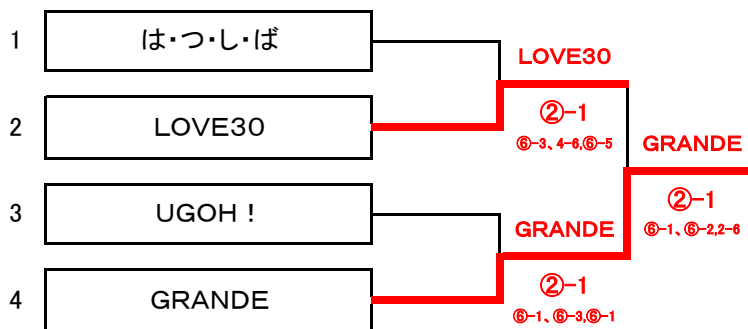 1 は・つ・し・ば
LOVE30
2 LOVE30
②-1
⑥-3、4-6,⑥-5
GRANDE
3 UGOH！
②-1
GRANDE
⑥-1、⑥-2,2-6
4 GRANDE
②-1
⑥-1、⑥-3,⑥-1